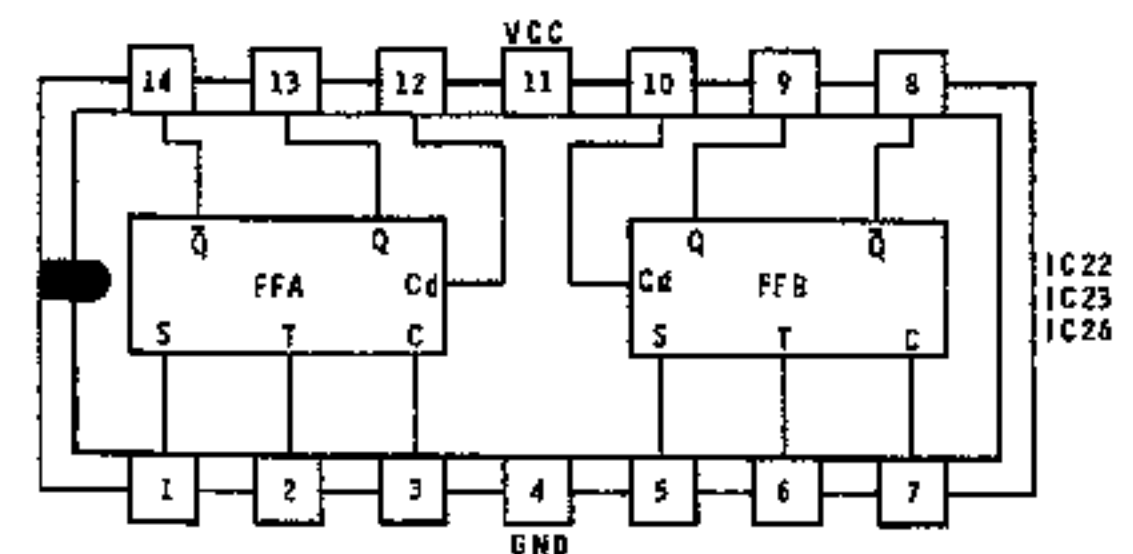 VCC
14 13 12 11 10 9 8
Q̄ Q Q Q̄
FFA Cd Cd FFB
S T C S T C
IC22
IC23
IC26
1 2 3 4 5 6 7
GND